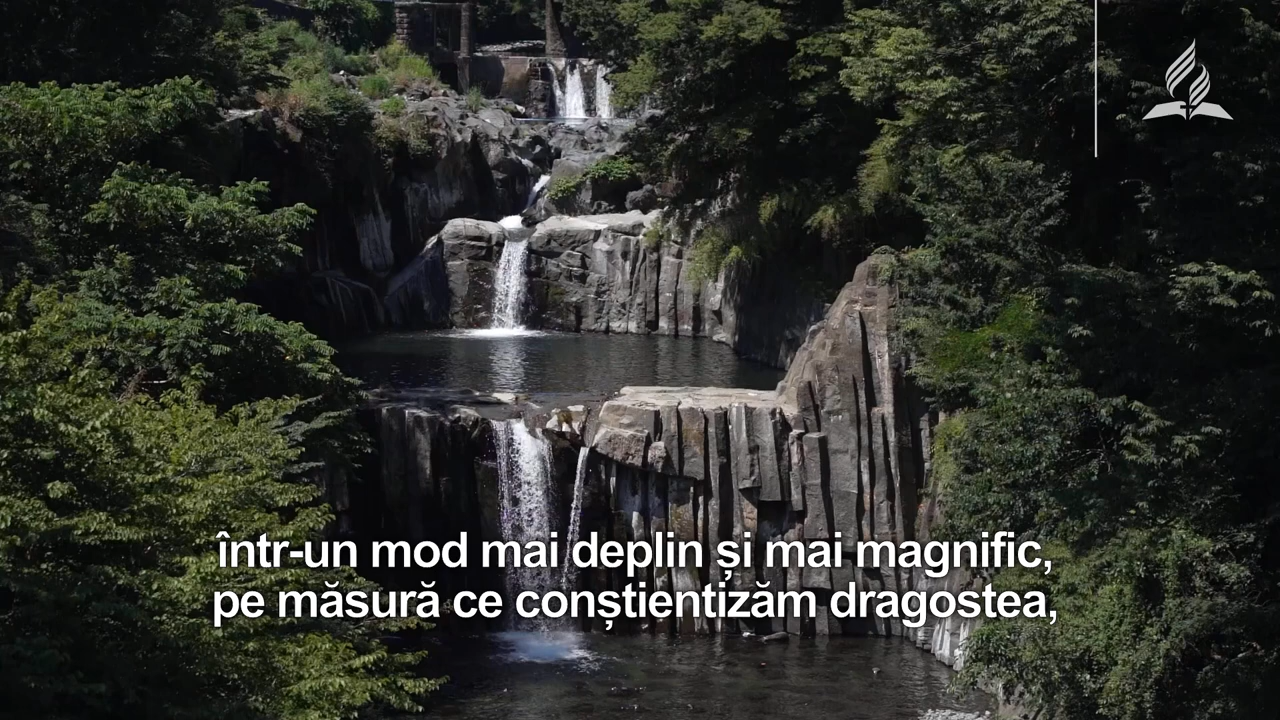 într-un mod mai deplin și mai magnific,
pe măsură ce conștientizăm dragostea,